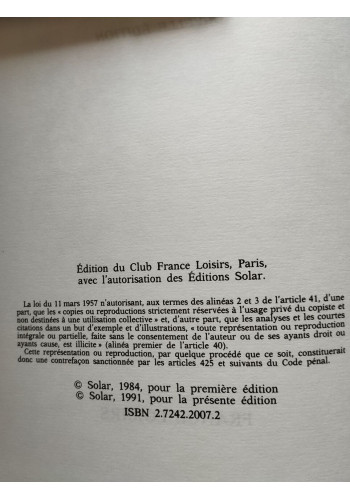 Édition du Club France Loisirs, Paris,
avec l'autorisation des Éditions Solar.
La loi du 11 mars 1957 n'autorisant, aux termes des alinéas 2 et 3 de l'article 41, d'une
part, que les « copies ou reproductions strictement réservées à l'usage privé du copiste et
non destinées à une utilisation collective » et, d'autre part, que les analyses et les courtes
citations dans un but d'exemple et d'illustrations, « toute représentation ou reproduction
intégrale ou partielle, faite sans le consentement de l'auteur ou de ses ayants droit ou
ayants cause, est illicite » (alinéa premier de l'article 40).
Cette représentation ou reproduction, par quelque procédé que ce soit, constituerait
donc une contrefaçon sanctionnée par les articles 425 et suivants du Code pénal.
© Solar, 1984, pour la première édition
© Solar, 1991, pour la présente édition
ISBN 2.7242.2007.2